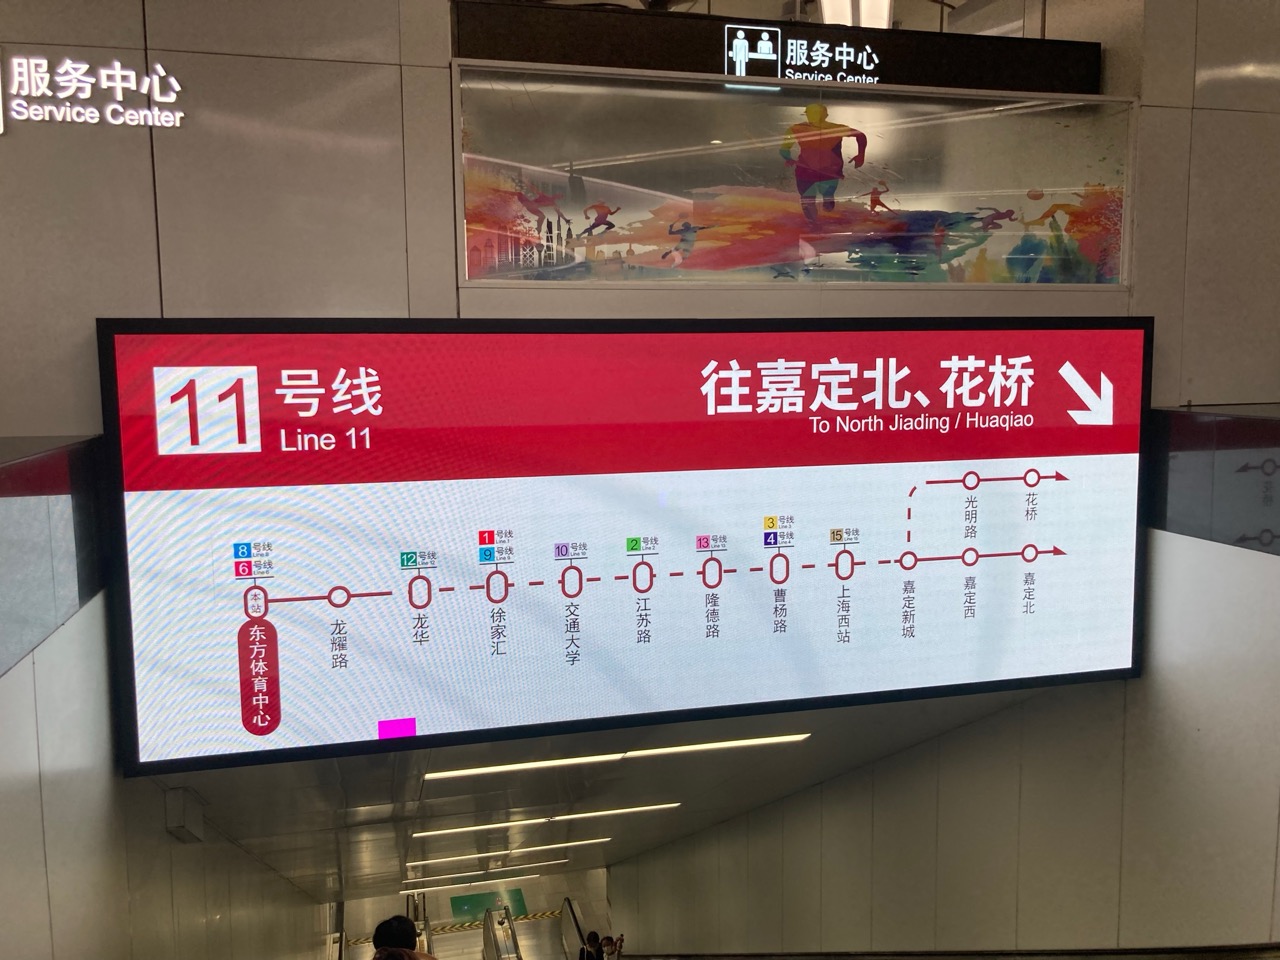 服务中心
Service Center
服务中心
Service Center
11 号线
Line 11
往嘉定北、花桥
To North Jiading / Huaqiao
光明路
花桥
8 号线
Line 8
6 号线
Line 6
本站
东方体育中心
龙耀路
12 号线
Line 12
龙华
1 号线
Line 1
9 号线
Line 9
徐家汇
10 号线
Line 10
交通大学
2 号线
Line 2
江苏路
13 号线
Line 13
隆德路
3 号线
Line 3
4 号线
Line 4
曹杨路
15 号线
Line 15
上海西站
嘉定新城
嘉定西
嘉定北